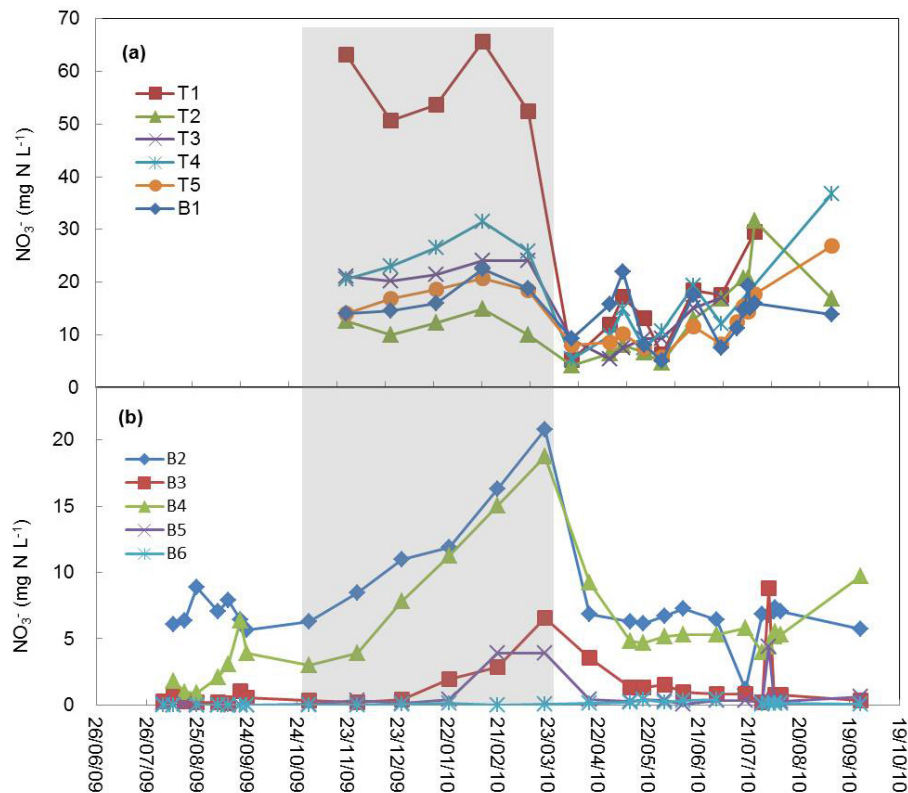 70
60
50
40
30
20
10
0
NO₃⁻ (mg N L⁻¹)
(a)
T1
T2
T3
T4
T5
B1
20
15
10
5
0
NO₃⁻ (mg N L⁻¹)
(b)
B2
B3
B4
B5
B6
26/06/09
26/07/09
25/08/09
24/09/09
24/10/09
13/11/09
13/12/09
22/01/10
21/02/10
23/03/10
22/04/10
22/05/10
21/06/10
21/07/10
20/08/10
19/09/10
19/10/10